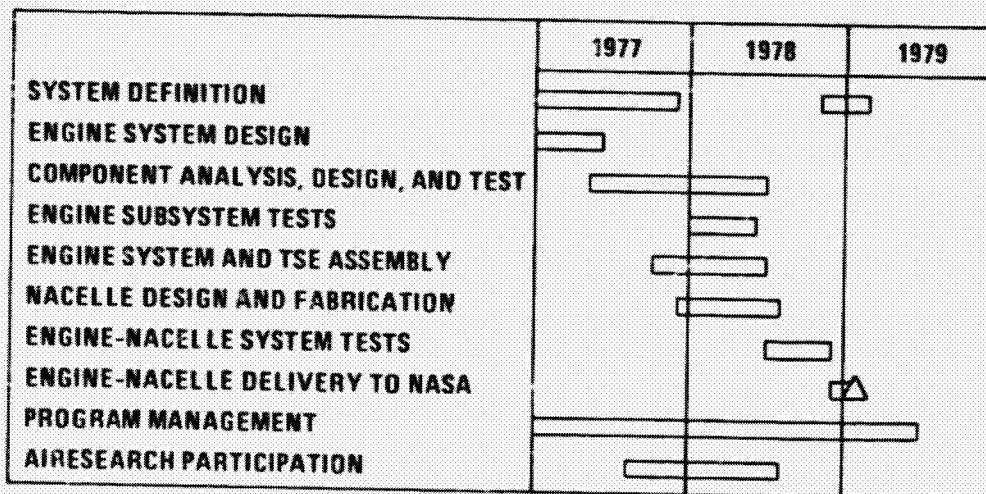 1977 1978 1979
SYSTEM DEFINITION
ENGINE SYSTEM DESIGN
COMPONENT ANALYSIS, DESIGN, AND TEST
ENGINE SUBSYSTEM TESTS
ENGINE SYSTEM AND TSE ASSEMBLY
NACELLE DESIGN AND FABRICATION
ENGINE-NACELLE SYSTEM TESTS
ENGINE-NACELLE DELIVERY TO NASA
PROGRAM MANAGEMENT
AIRESEARCH PARTICIPATION